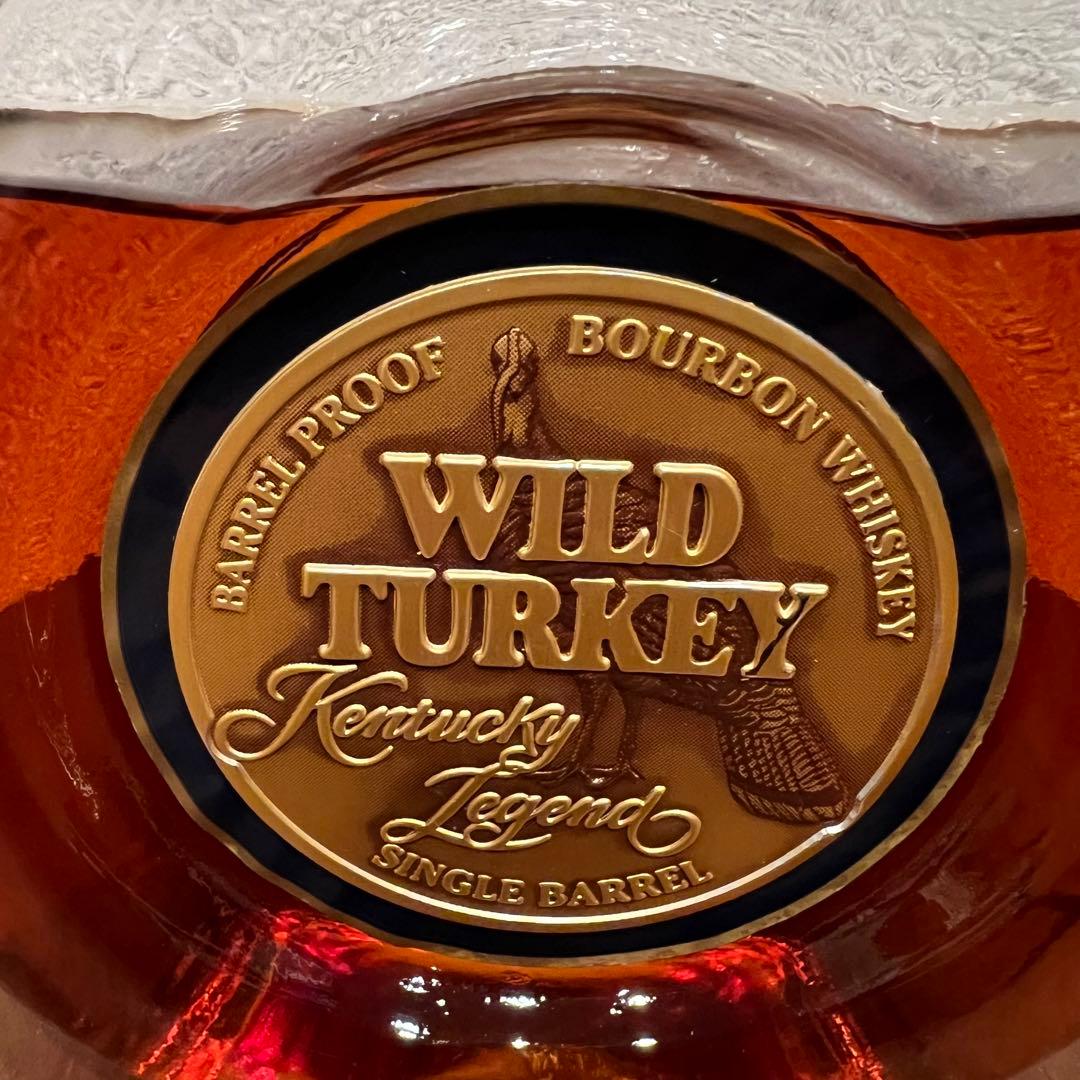 BARREL PROOF
BOURBON WHISKEY
WILD
TURKEY
Kentucky
Legend
SINGLE BARREL